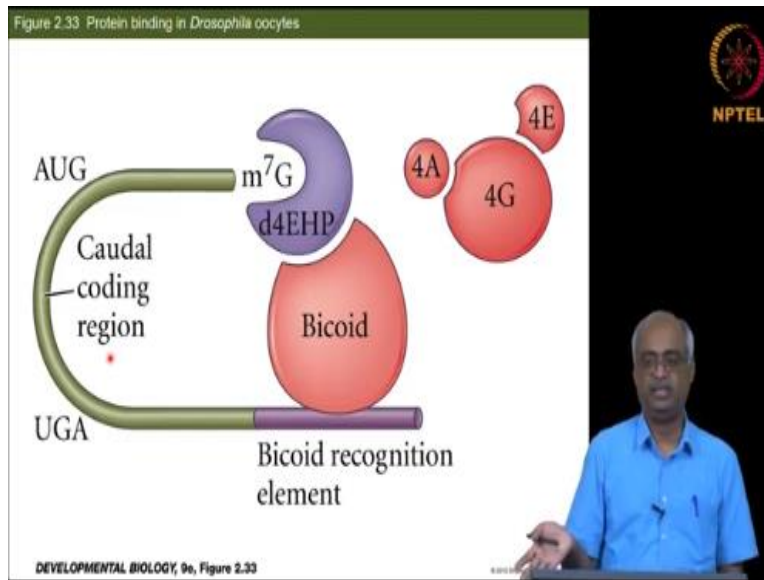 Figure 2.33 Protein binding in Drosophila oocytes
NPTEL
4E
4A
4G
AUG
m⁷G
d4EHP
Caudal
coding
region
Bicoid
UGA
Bicoid recognition
element
DEVELOPMENTAL BIOLOGY, 9e, Figure 2.33